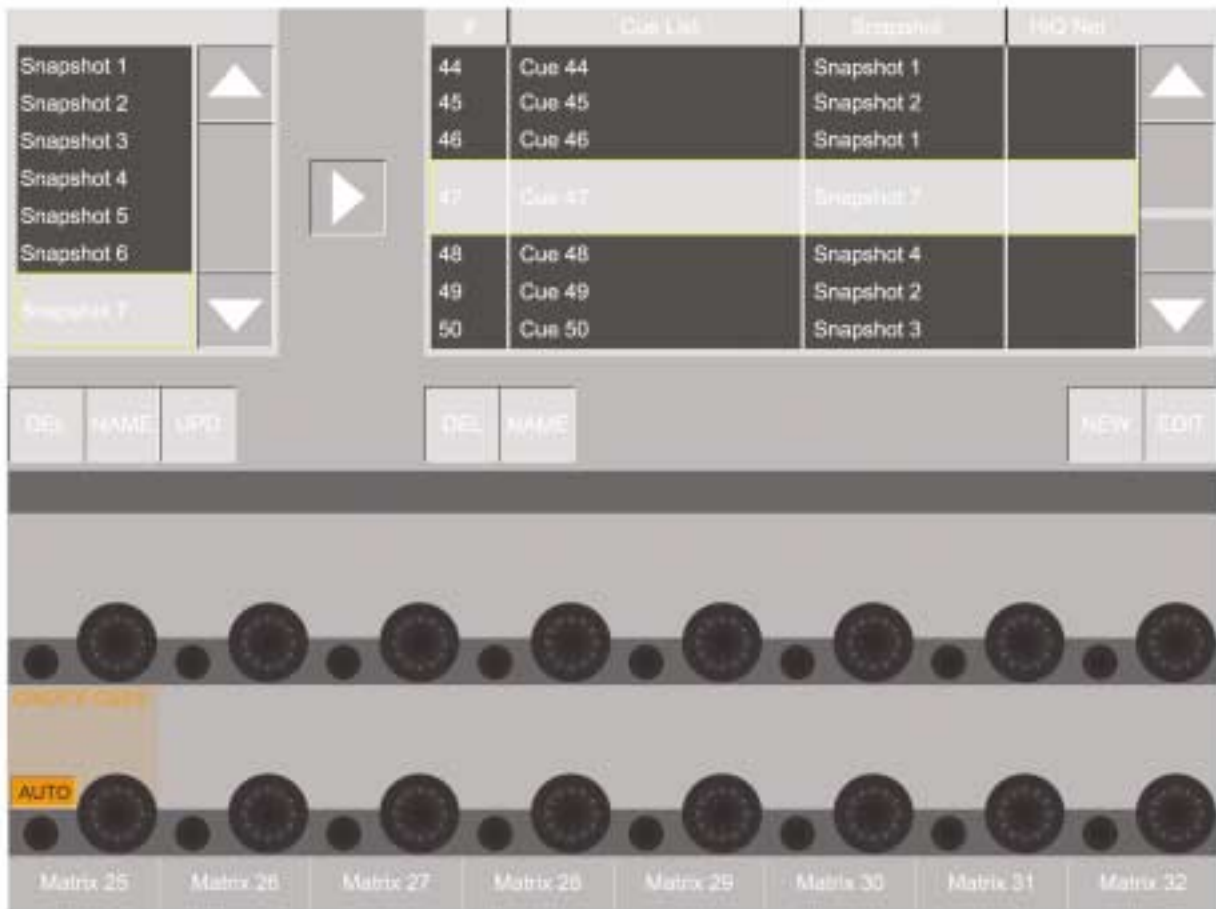 # Cue List Snapshot HiQ Net
Snapshot 1
Snapshot 2
Snapshot 3
Snapshot 4
Snapshot 5
Snapshot 6
Snapshot 7
44 Cue 44 Snapshot 1
45 Cue 45 Snapshot 2
46 Cue 46 Snapshot 1
47 Cue 47 Snapshot 7
48 Cue 48 Snapshot 4
49 Cue 49 Snapshot 2
50 Cue 50 Snapshot 3
DEL NAME UPD DEL NAME NEW EDIT
AUTO
Matrix 25 Matrix 26 Matrix 27 Matrix 28 Matrix 29 Matrix 30 Matrix 31 Matrix 32